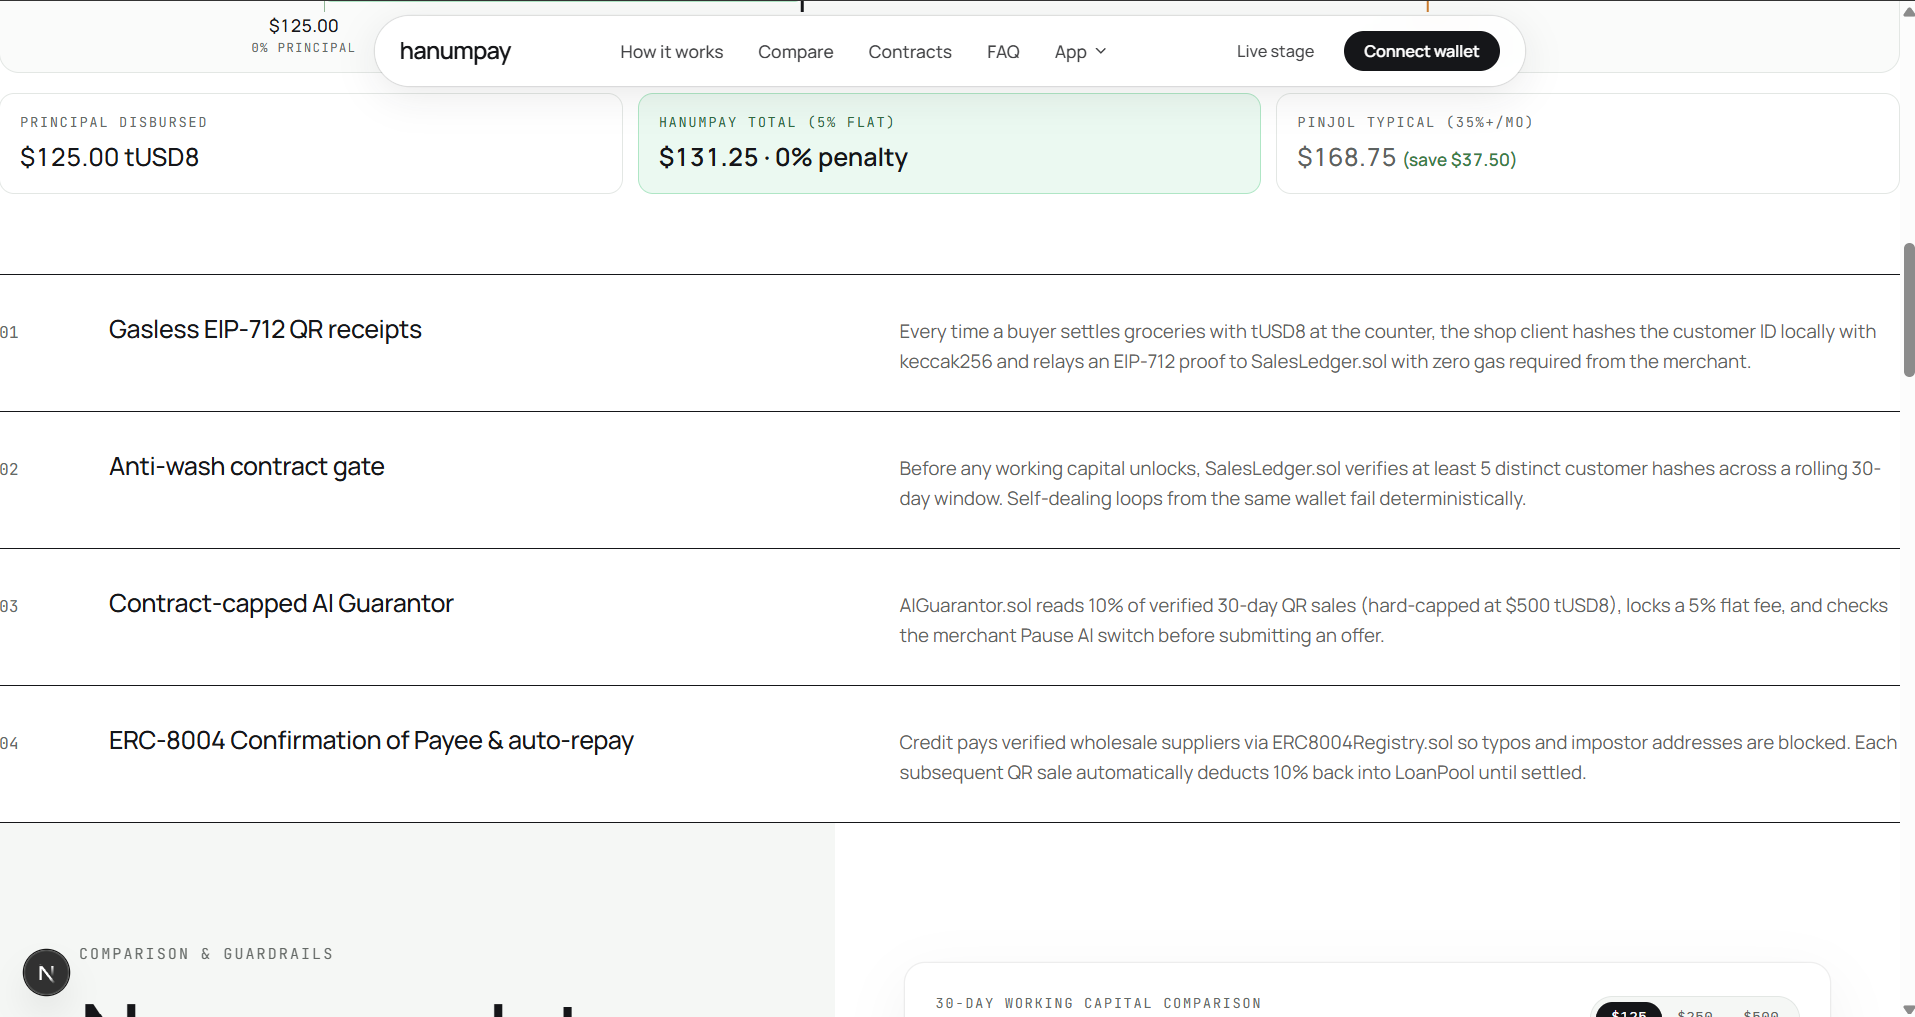 $125.00
0% PRINCIPAL
hanumpay
How it works
Compare
Contracts
FAQ
App
Live stage
Connect wallet
PRINCIPAL DISBURSED
$125.00 tUSD8
HANUMPAY TOTAL (5% FLAT)
$131.25 · 0% penalty
PINJOL TYPICAL (35%+/MO)
$168.75 (save $37.50)
01
Gasless EIP-712 QR receipts
Every time a buyer settles groceries with tUSD8 at the counter, the shop client hashes the customer ID locally with
keccak256 and relays an EIP-712 proof to SalesLedger.sol with zero gas required from the merchant.
02
Anti-wash contract gate
Before any working capital unlocks, SalesLedger.sol verifies at least 5 distinct customer hashes across a rolling 30-
day window. Self-dealing loops from the same wallet fail deterministically.
03
Contract-capped AI Guarantor
AIGuarantor.sol reads 10% of verified 30-day QR sales (hard-capped at $500 tUSD8), locks a 5% flat fee, and checks
the merchant Pause AI switch before submitting an offer.
04
ERC-8004 Confirmation of Payee & auto-repay
Credit pays verified wholesale suppliers via ERC8004Registry.sol so typos and impostor addresses are blocked. Each
subsequent QR sale automatically deducts 10% back into LoanPool until settled.
COMPARISON & GUARDRAILS
N
30-DAY WORKING CAPITAL COMPARISON
$125
$250
$500